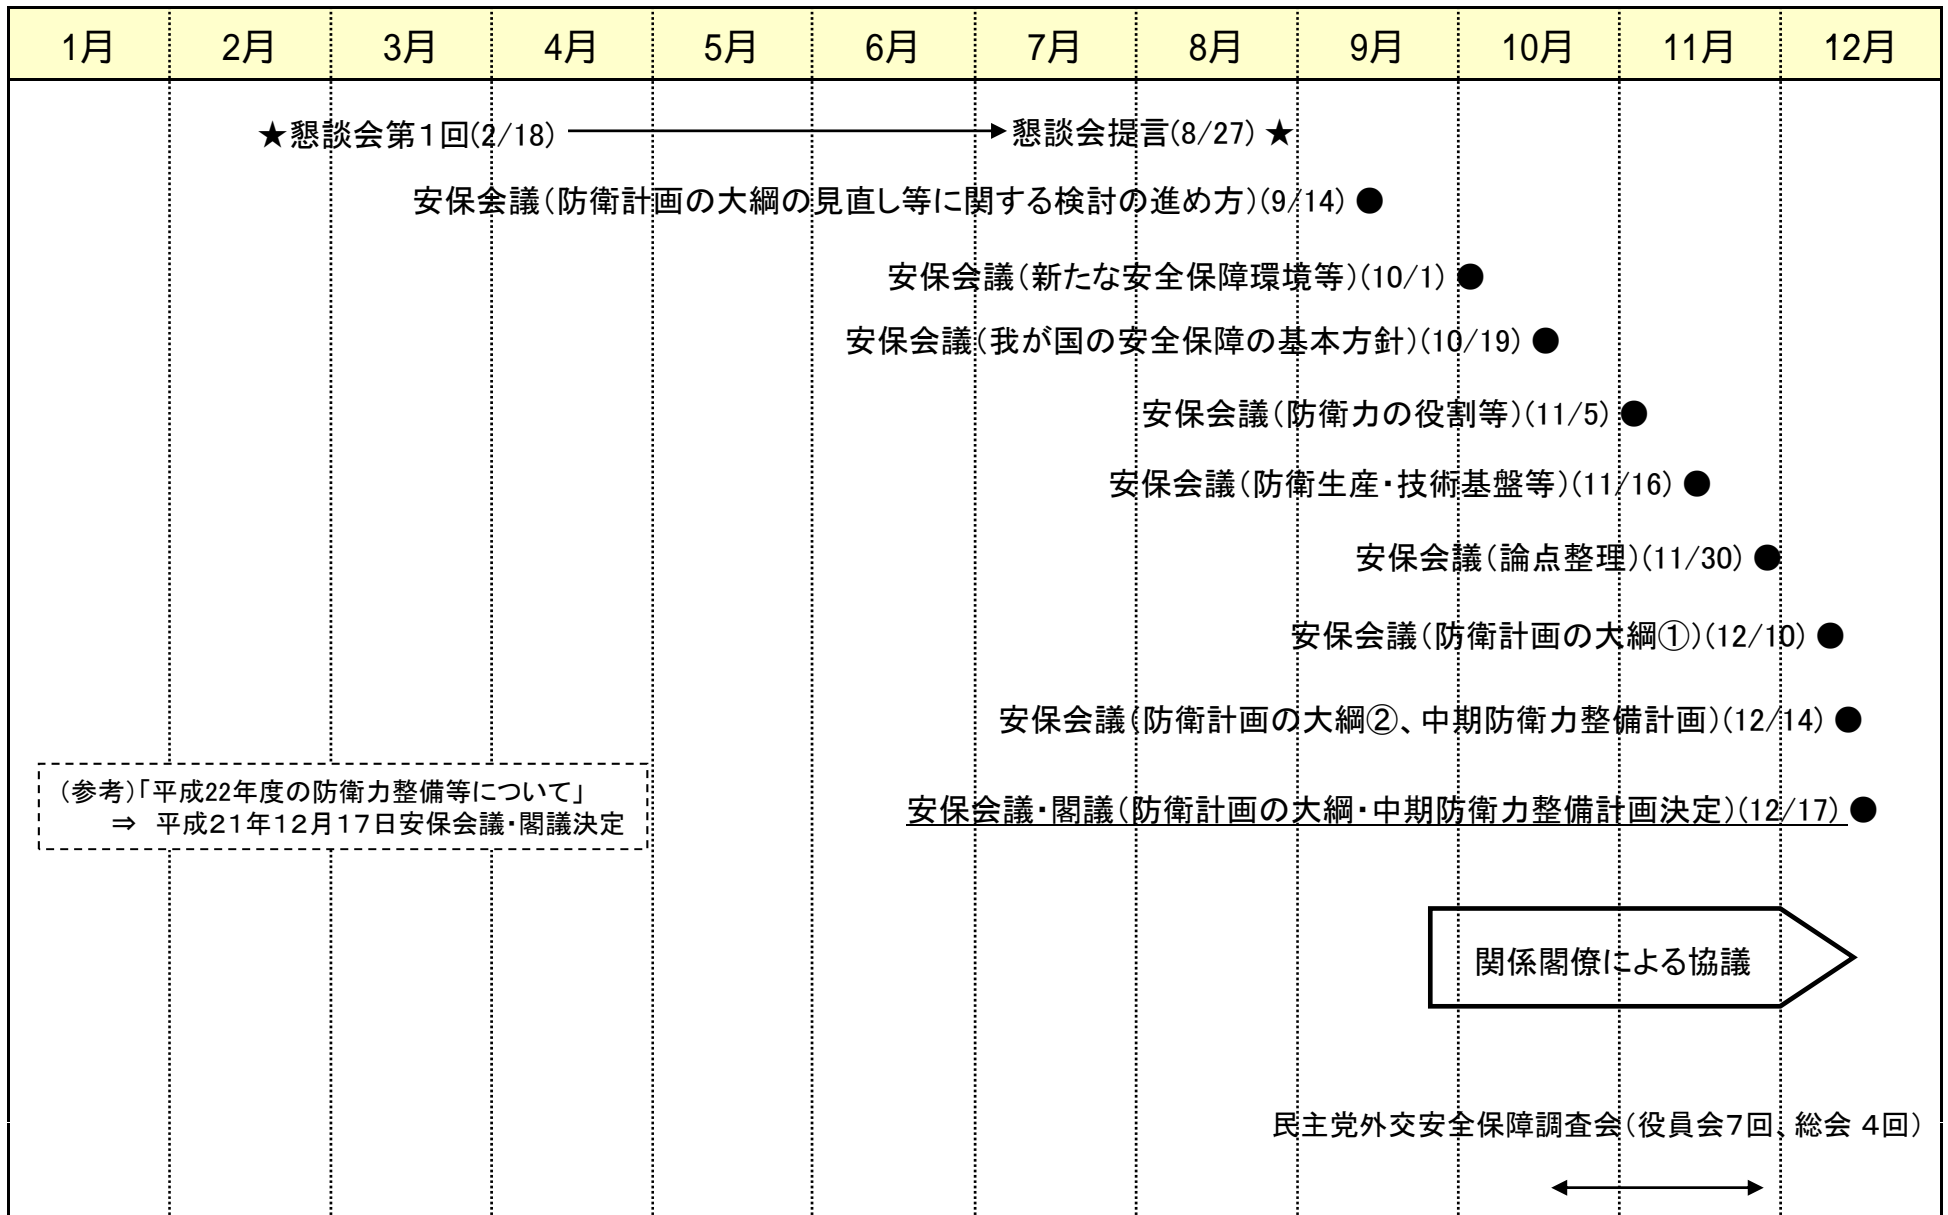 1月 2月 3月 4月 5月 6月 7月 8月 9月 10月 11月 12月
★懇談会第1回(2/18) 懇談会提言(8/27) ★
安保会議(防衛計画の大綱の見直し等に関する検討の進め方)(9/14) ●
安保会議(新たな安全保障環境等)(10/1) ●
安保会議(我が国の安全保障の基本方針)(10/19) ●
安保会議(防衛力の役割等)(11/5) ●
安保会議(防衛生産・技術基盤等)(11/16) ●
安保会議(論点整理)(11/30) ●
安保会議(防衛計画の大綱①)(12/10) ●
安保会議(防衛計画の大綱②、中期防衛力整備計画)(12/14) ●
(参考)「平成22年度の防衛力整備等について」
⇒ 平成21年12月17日安保会議・閣議決定
安保会議・閣議(防衛計画の大綱・中期防衛力整備計画決定)(12/17) ●
関係閣僚による協議
民主党外交安全保障調査会(役員会7回、総会 4回)